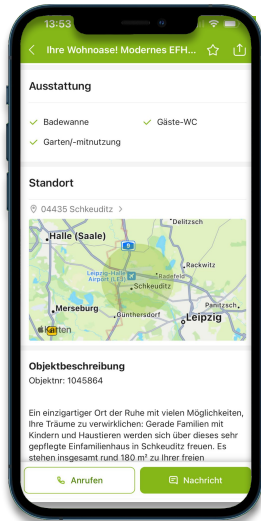 13:53
Ihre Wohnoase! Modernes EFH...
Ausstattung
Badewanne
Gäste-WC
Garten/-mitnutzung
Standort
04435 Schkeuditz >
Delitzsch
Halle (Saale)
9
Rackwitz
Leipzig-Halle
Airport (LEJ)
Radefeld
Schkeuditz
Merseburg
Günthersdorf
Panitzsch
Leipzig
Karten
Objektbeschreibung
Objektnr: 1045864
Ein einzigartiger Ort der Ruhe mit vielen Möglichkeiten,
Ihre Träume zu verwirklichen: Gerade Familien mit
Kindern und Haustieren werden sich über dieses sehr
gepflegte Einfamilienhaus in Schkeuditz freuen. Es
stehen insgesamt rund 180 m² zu Ihrer freien
Anrufen
Nachricht